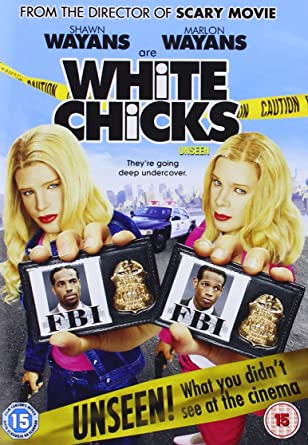 FROM THE DIRECTOR OF SCARY MOVIE
SHAWN MARLON
WAYANS WAYANS
are
CAUTION
CAUTION
WHITE
CHiCKS
UNSEEN
They're going
deep undercover.
FBI
FBI
UNSEEN! What you didn't
see at the cinema
15
15